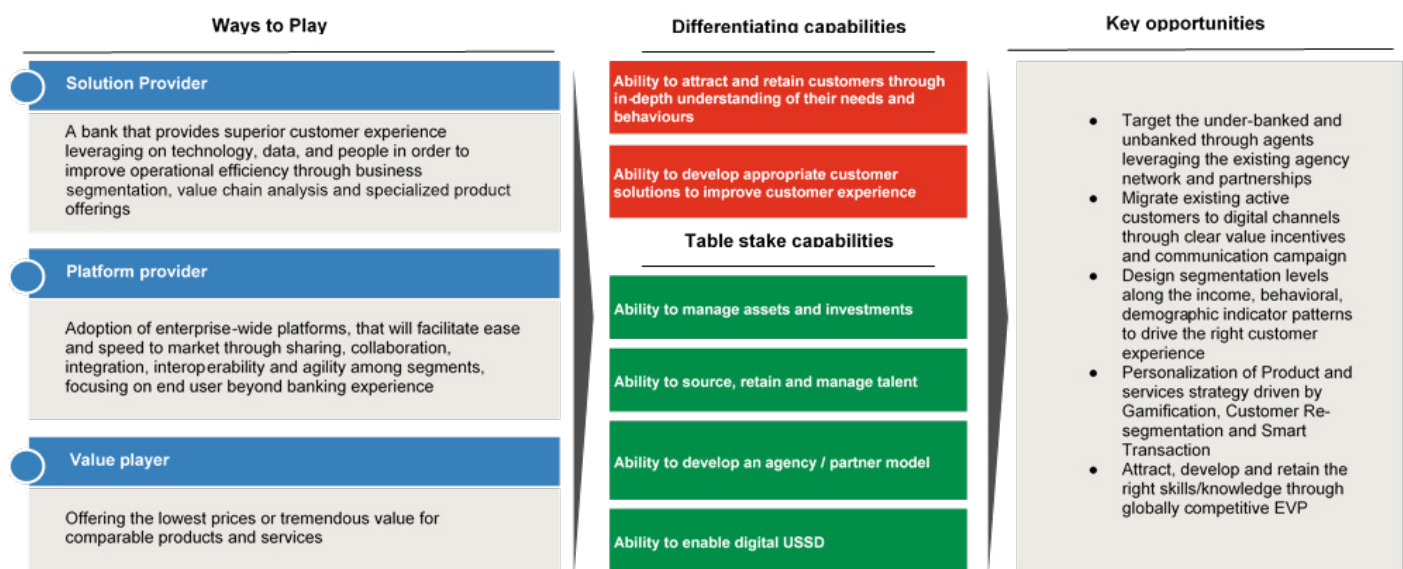 Ways to Play
Solution Provider
A bank that provides superior customer experience
leveraging on technology, data, and people in order to
improve operational efficiency through business
segmentation, value chain analysis and specialized product
offerings
Platform provider
Adoption of enterprise-wide platforms, that will facilitate ease
and speed to market through sharing, collaboration,
integration, interoperability and agility among segments,
focusing on end user beyond banking experience
Value player
Offering the lowest prices or tremendous value for
comparable products and services
Differentiating capabilities
Ability to attract and retain customers through
in-depth understanding of their needs and
behaviours
Ability to develop appropriate customer
solutions to improve customer experience
Table stake capabilities
Ability to manage assets and investments
Ability to source, retain and manage talent
Ability to develop an agency / partner model
Ability to enable digital USSD
Key opportunities
● Target the under-banked and
unbanked through agents
leveraging the existing agency
network and partnerships
● Migrate existing active
customers to digital channels
through clear value incentives
and communication campaign
● Design segmentation levels
along the income, behavioral,
demographic indicator patterns
to drive the right customer
experience
● Personalization of Product and
services strategy driven by
Gamification, Customer Re-
segmentation and Smart
Transaction
● Attract, develop and retain the
right skills/knowledge through
globally competitive EVP